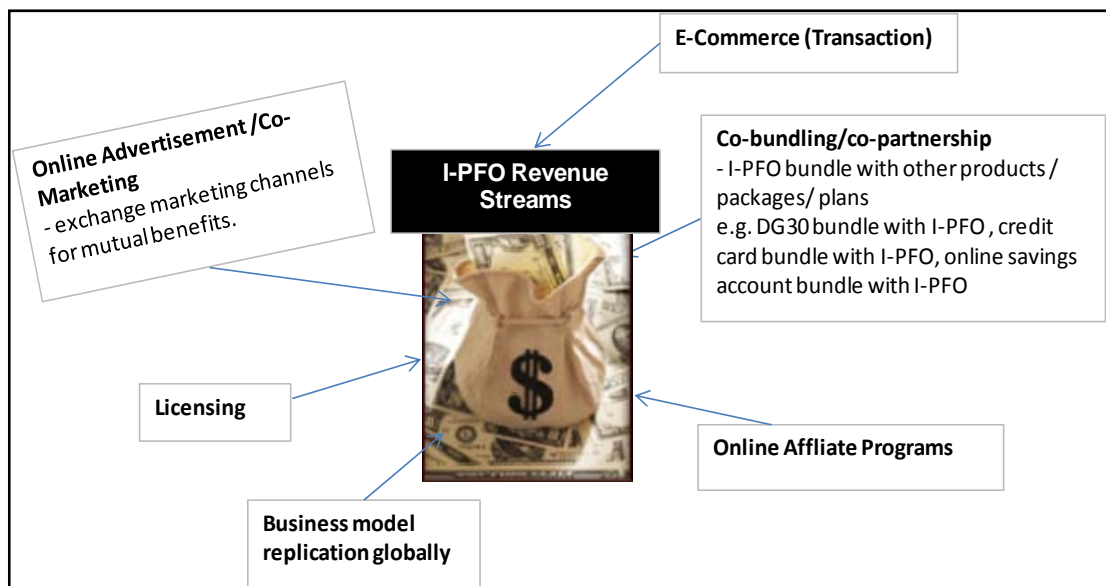 E-Commerce (Transaction)
Online Advertisement /Co-
Marketing
- exchange marketing channels
for mutual benefits.
I-PFO Revenue
Streams
Co-bundling/co-partnership
- I-PFO bundle with other products /
packages/ plans
e.g. DG30 bundle with I-PFO , credit
card bundle with I-PFO, online savings
account bundle with I-PFO
$
Licensing
Online Affliate Programs
Business model
replication globally